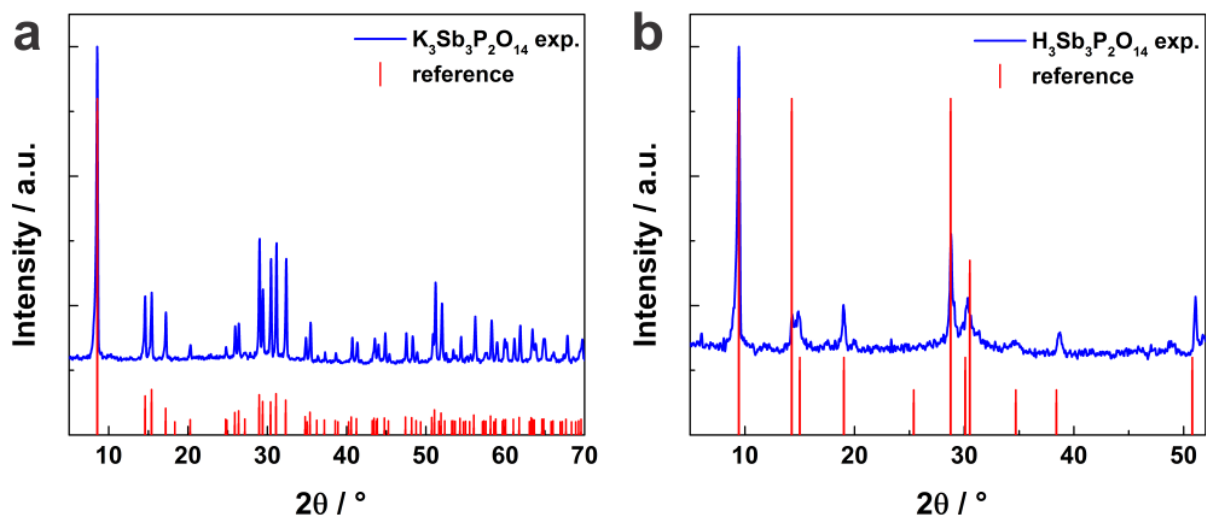 a
K₃Sb₃P₂O₁₄ exp.
reference
Intensity / a.u.
10 20 30 40 50 60 70
2θ / °
b
H₃Sb₃P₂O₁₄ exp.
reference
Intensity / a.u.
10 20 30 40 50
2θ / °